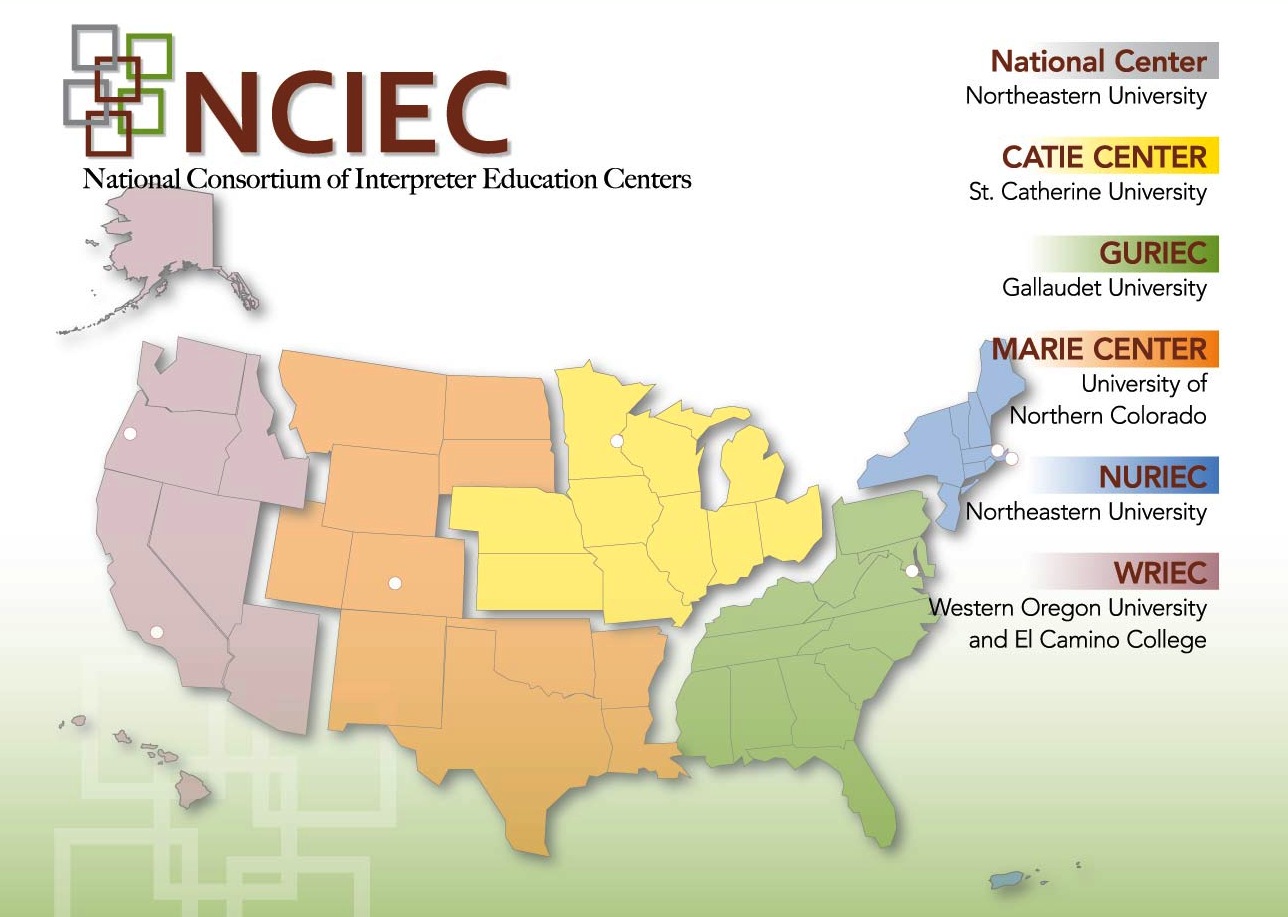 NCIEC
National Consortium of Interpreter Education Centers
National Center
Northeastern University
CATIE CENTER
St. Catherine University
GURIEC
Gallaudet University
MARIE CENTER
University of
Northern Colorado
NURIEC
Northeastern University
WRIEC
Western Oregon University
and El Camino College